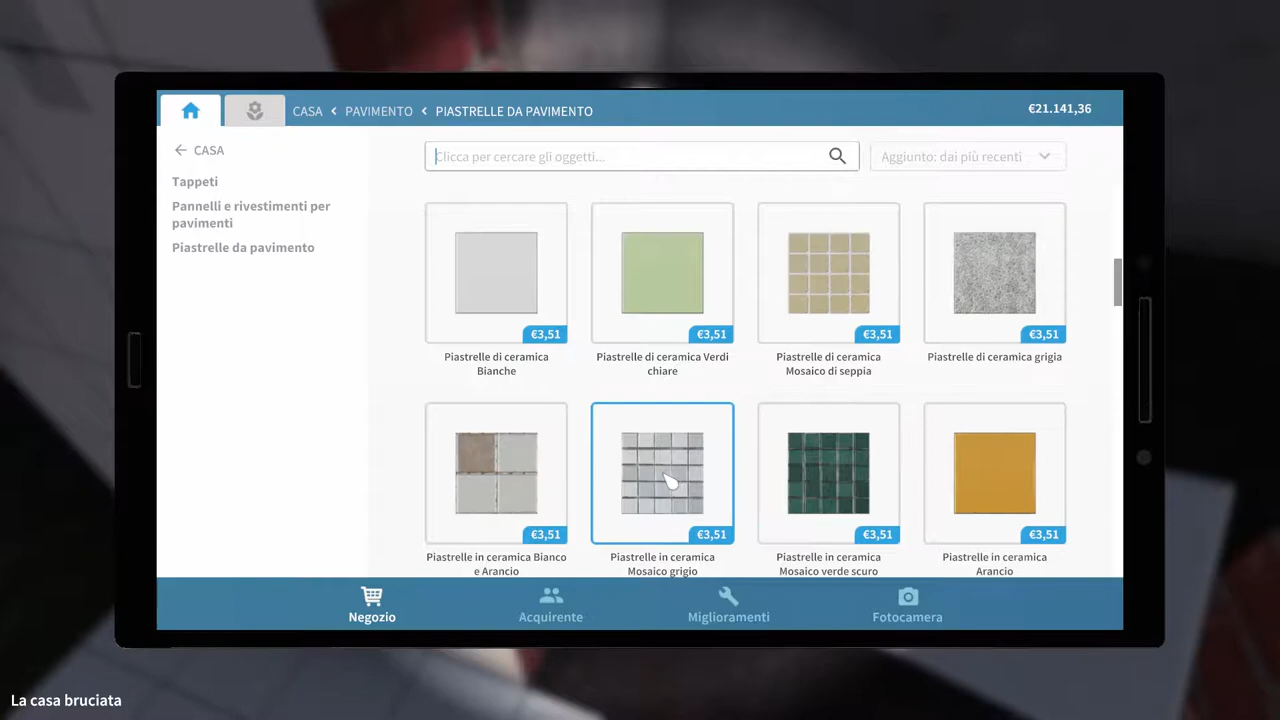 CASA < PAVIMENTO < PIASTRELLE DA PAVIMENTO
€21.141,36
← CASA
Clicca per cercare gli oggetti...
Aggiunto: dai più recenti
Tappeti
Pannelli e rivestimenti per
pavimenti
Piastrelle da pavimento
€3,51 €3,51 €3,51 €3,51
Piastrelle di ceramica
Bianche
Piastrelle di ceramica Verdi
chiare
Piastrelle di ceramica
Mosaico di seppia
Piastrelle di ceramica grigia
€3,51 €3,51 €3,51 €3,51
Piastrelle in ceramica Bianco
e Arancio
Piastrelle in ceramica
Mosaico grigio
Piastrelle in ceramica
Mosaico verde scuro
Piastrelle in ceramica
Arancio
Negozio
Acquirente
Miglioramenti
Fotocamera
La casa bruciata